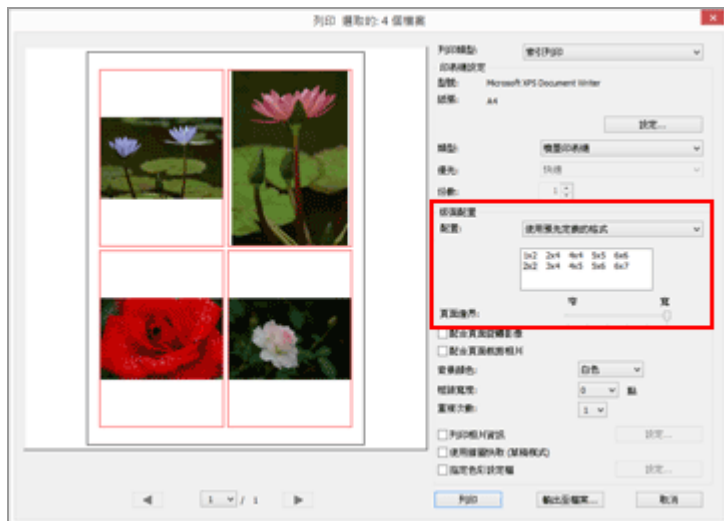 列印 選取的: 4 個檔案
列印類型: 索引列印
印表機設定
型號: Microsoft XPS Document Writer
紙張: A4
設定...
類型: 噴墨印表機
優先: 快速
份數: 1
版面配置
配置: 使用預先定義的格式
1x2 2x4 4x4 5x5 6x6
2x2 3x4 4x5 5x6 6x7
窄 寬
頁面邊界:
配合頁面旋轉影像
配合頁面裁剪相片
背景顏色: 白色
框線寬度: 0 點
重複次數: 1
列印相片資訊 設定...
使用縮圖快取 (草稿模式)
指定色彩設定檔 設定...
1 / 1
列印 輸出至檔案... 取消